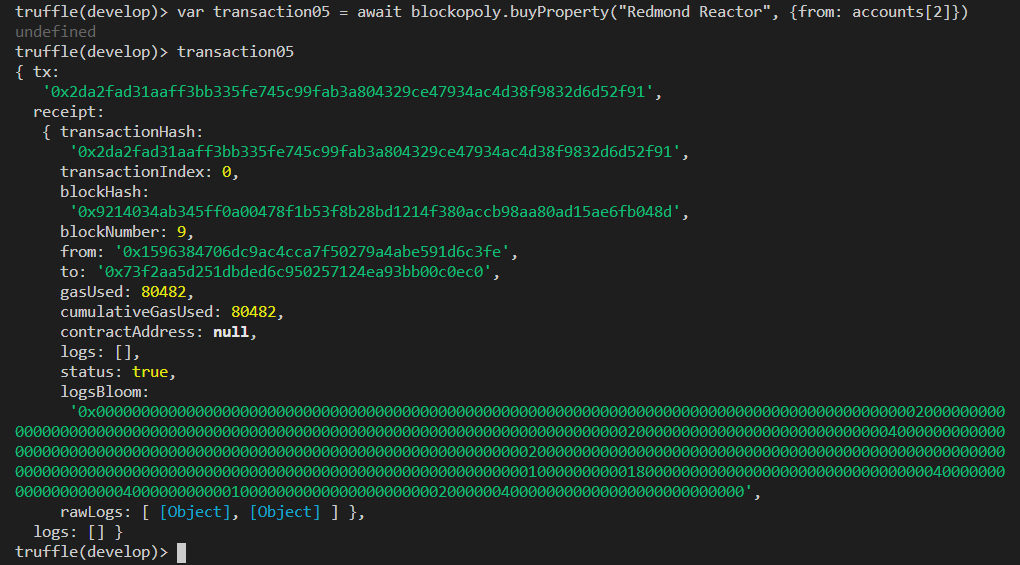 truffle(develop)> var transaction05 = await blockopoly.buyProperty("Redmond Reactor", {from: accounts[2]})
undefined
truffle(develop)> transaction05
{ tx:
'0x2da2fad31aaff3bb335fe745c99fab3a804329ce47934ac4d38f9832d6d52f91',
receipt:
{ transactionHash:
'0x2da2fad31aaff3bb335fe745c99fab3a804329ce47934ac4d38f9832d6d52f91',
transactionIndex: 0,
blockHash:
'0x9214034ab345ff0a00478f1b53f8b28bd1214f380accb98aa80ad15ae6fb048d',
blockNumber: 9,
from: '0x1596384706dc9ac4cca7f50279a4abe591d6c3fe',
to: '0x73f2aa5d251dbded6c950257124ea93bb00c0ec0',
gasUsed: 80482,
cumulativeGasUsed: 80482,
contractAddress: null,
logs: [],
status: true,
logsBloom:
rawLogs: [ [Object], [Object] ] },
logs: [] }
truffle(develop)>